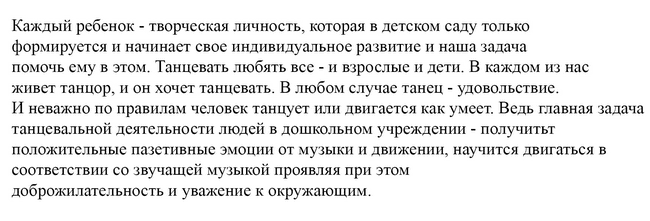 Каждый ребенок - творческая личность, которая в детском саду только
формируется и начинает свое индивидуальное развитие и наша задача
помочь ему в этом. Танцевать любять все - и взрослые и дети. В каждом из нас
живет танцор, и он хочет танцевать. В любом случае танец - удовольствие.
И неважно по правилам человек танцует или двигается как умеет. Ведь главная задача
танцевальной деятельности людей в дошкольном учреждении - получитьт
положительные пазетивные эмоции от музыки и движении, научится двигаться в
соответствии со звучащей музыкой проявляя при этом
доброжилательность и уважение к окружающим.